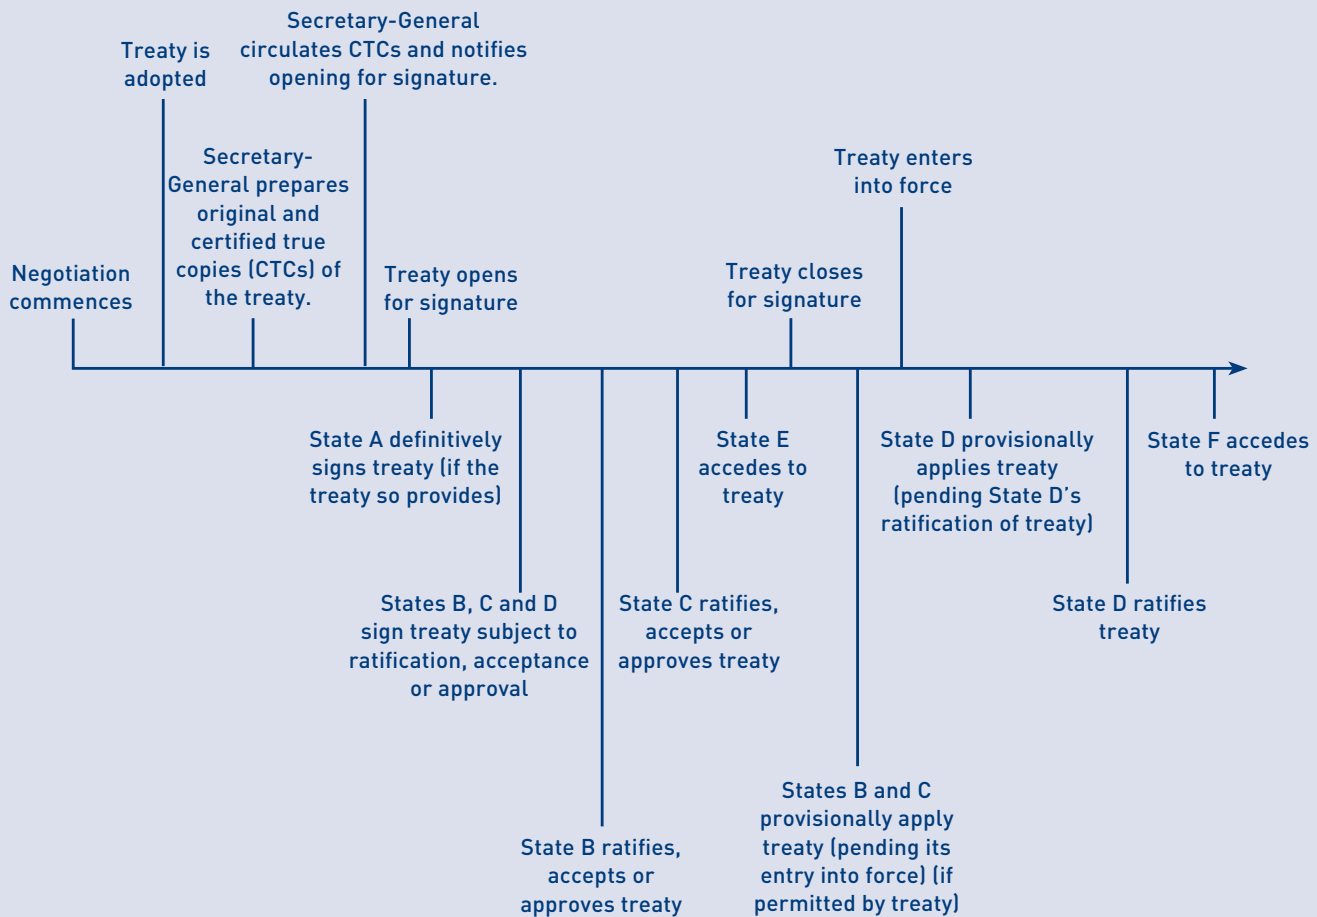 Negotiation
commences
Treaty is
adopted
Secretary-
General prepares
original and
certified true
copies (CTCs) of
the treaty.
Secretary-General
circulates CTCs and notifies
opening for signature.
Treaty opens
for signature
Treaty closes
for signature
Treaty enters
into force
State A definitively
signs treaty (if the
treaty so provides)
States B, C and D
sign treaty subject to
ratification, acceptance
or approval
State B ratifies,
accepts or
approves treaty
State C ratifies,
accepts or
approves treaty
State E
accedes to
treaty
States B and C
provisionally apply
treaty (pending its
entry into force) (if
permitted by treaty)
State D provisionally
applies treaty
(pending State D’s
ratification of treaty)
State D ratifies
treaty
State F accedes
to treaty